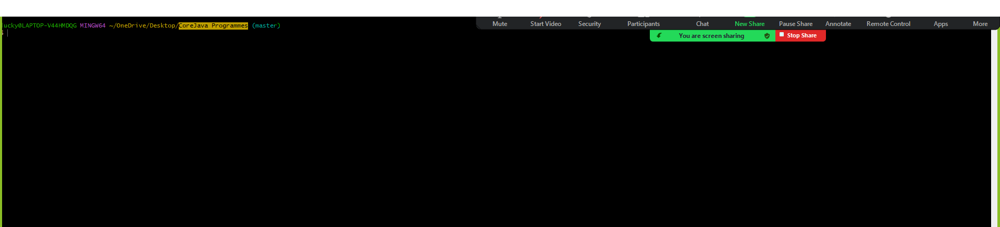 lucky@LAPTOP-V44HMDQG MINGW64 ~/OneDrive/Desktop/CoreJava Programmes (master)
$
Mute Start Video Security Participants Chat New Share Pause Share Annotate Remote Control Apps More
You are screen sharing Stop Share